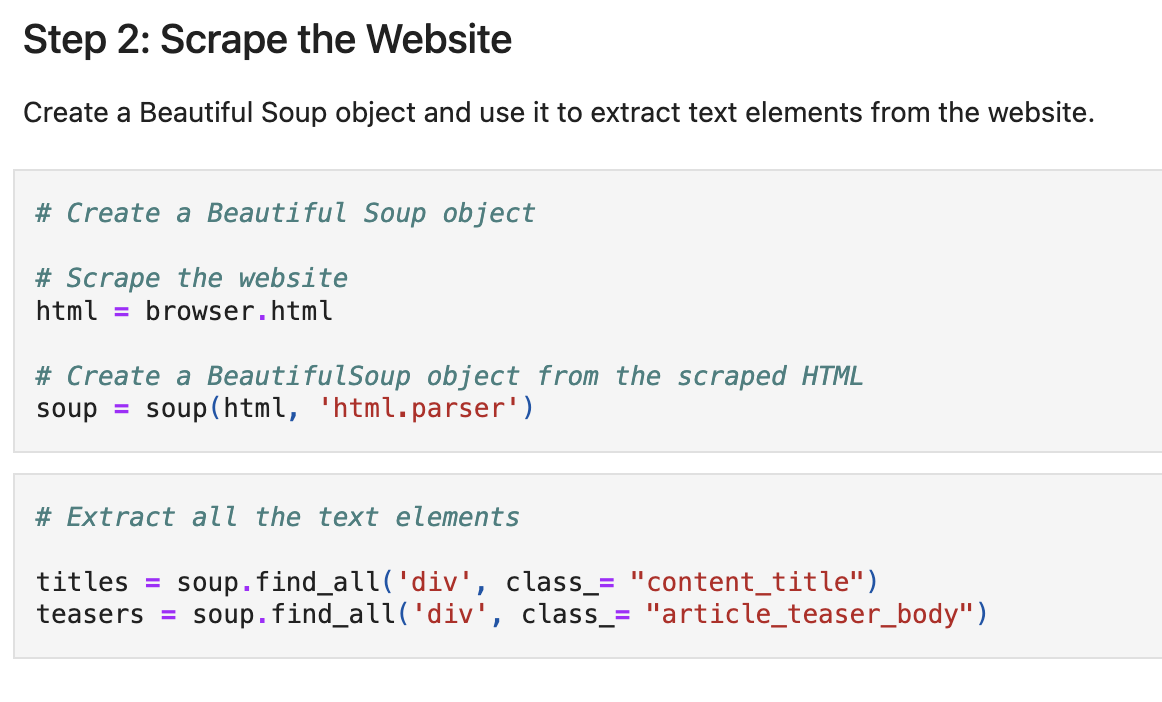 Step 2: Scrape the Website
Create a Beautiful Soup object and use it to extract text elements from the website.
# Create a Beautiful Soup object
# Scrape the website
html = browser.html
# Create a BeautifulSoup object from the scraped HTML
soup = soup(html, 'html.parser')
# Extract all the text elements
titles = soup.find_all('div', class_= "content_title")
teasers = soup.find_all('div', class_= "article_teaser_body")